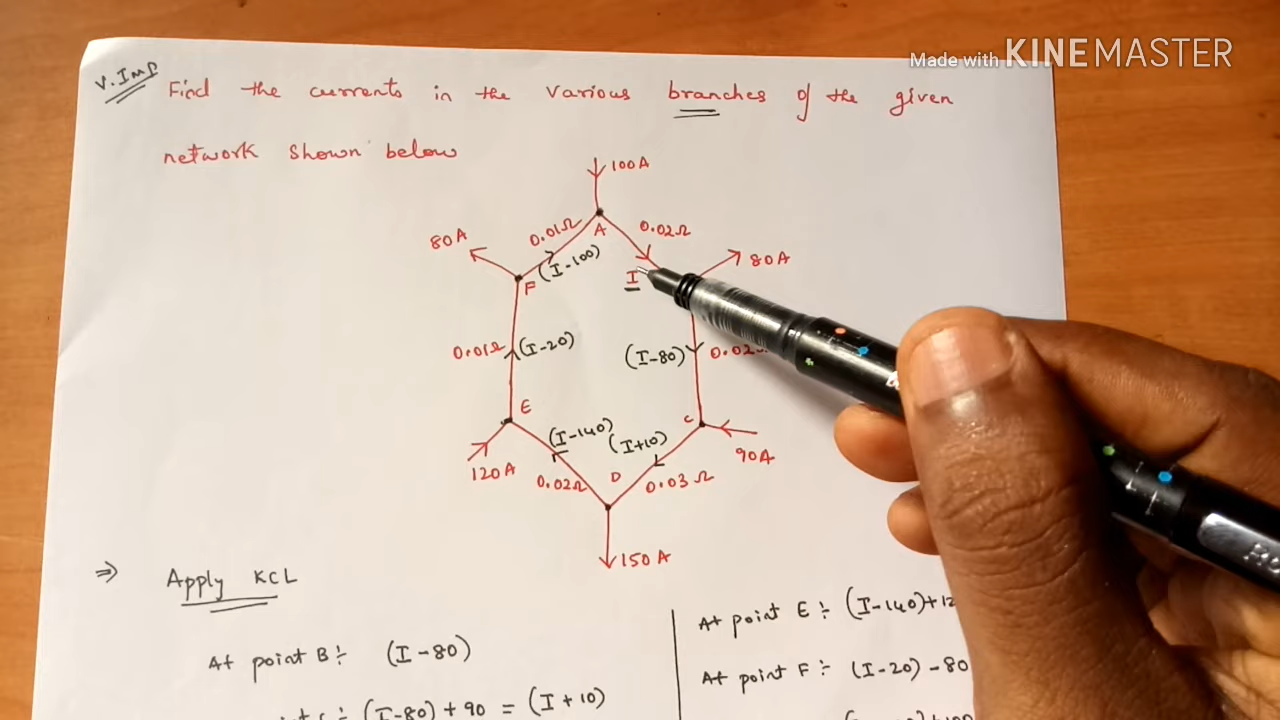 Made with KINEMASTER
V. Imp
Find the currents in the various branches of the given
network shown below
100A
0.01Ω
A
0.02Ω
80A
(I-100)
80A
F
I
0.01Ω
(I-20)
(I-80)
0.02
E
C
(I-140)
(I+10)
120A
90A
0.02Ω
D
0.03Ω
150A
⇒ Apply KCL
At point B :- (I-80)
(I-80)+90 = (I+10)
At point E :- (I-140)+12
At point F :- (I-20)-80